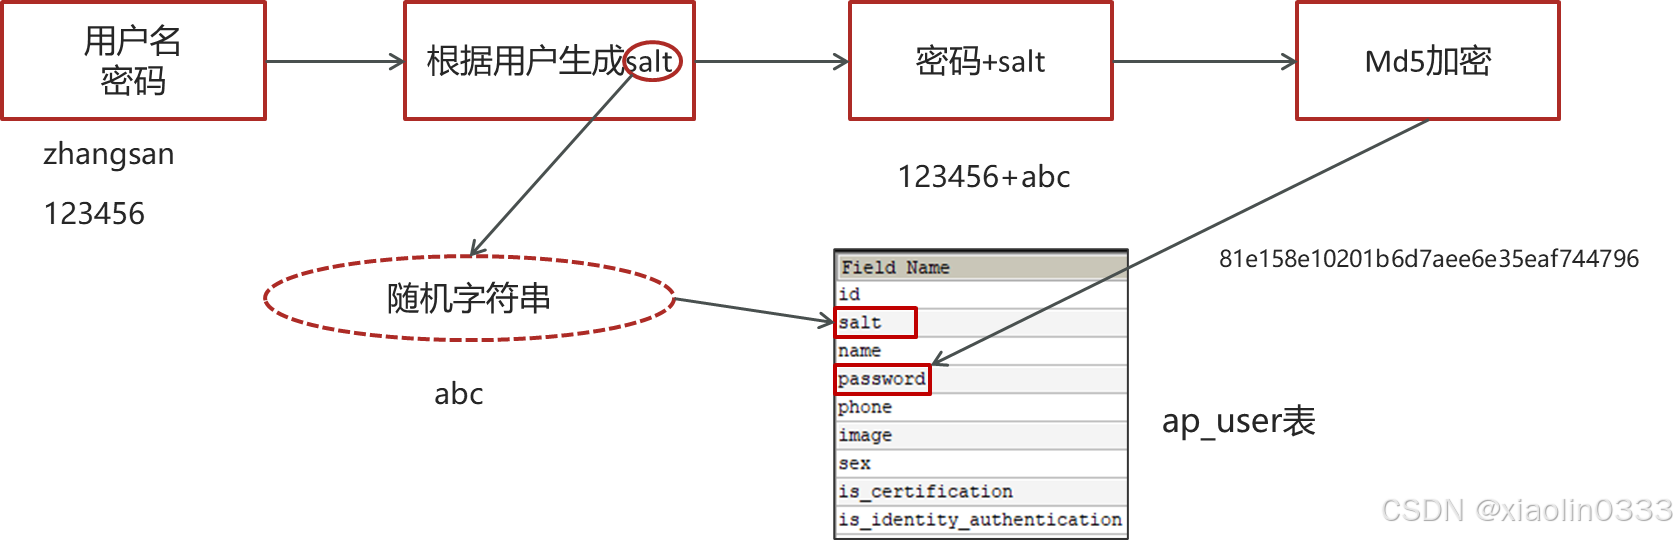 用户名
密码
根据用户生成salt
密码+salt
Md5加密
zhangsan
123456
123456+abc
81e158e10201b6d7aee6e35eaf744796
随机字符串
abc
Field Name
id
salt
name
password
phone
image
sex
is_certification
is_identity_authentication
ap_user表
CSDN @xiaolin0333